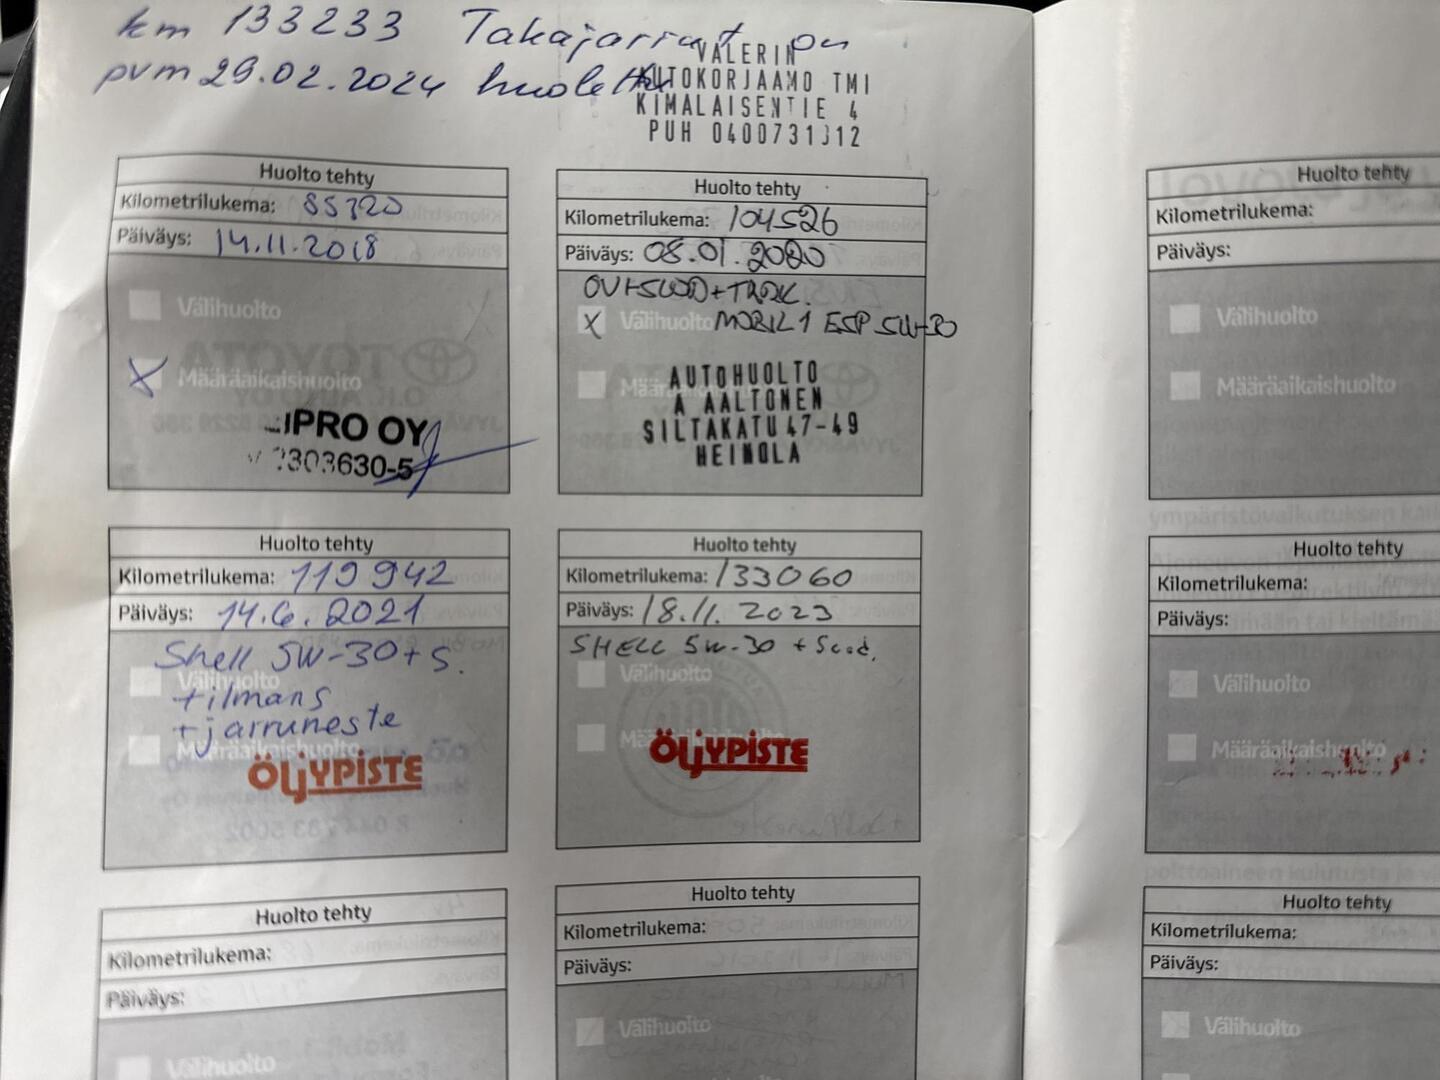 km 133233 Takajarrut on
pvm 29.02.2024 huolettu
VALERIN
AUTOKORJAAMO TMI
KIMALAISENTIE 4
PUH 0400731312
Huolto tehty
Kilometrilukema: 85320
Päiväys: 14.11.2018
Välihuolto
X Määräaikaishuolto
IPRO OY
2303630-5
Huolto tehty
Kilometrilukema: 104526
Päiväys: 08.01.2020
X Välihuolto MOBIL 1 ESP 5W-30
Määräaikaishuolto
AUTOHUOLTO
A AALTONEN
SILTAKATU 47-49
HEINOLA
Huolto tehty
Kilometrilukema: 119942
Päiväys: 14.6.2021
Shell 5W-30+S.
Välihuolto
+ilmans
+jarruneste
Määräaikaishuolto
ÖLJYPISTE
Huolto tehty
Kilometrilukema: 133060
Päiväys: 18.11.2023
SHELL 5W-30 + Suod.
Välihuolto
ÖLJYPISTE
Huolto tehty
Kilometrilukema:
Päiväys:
Välihuolto
Huolto tehty
Kilometrilukema:
Päiväys:
Välihuolto
Huolto tehty
Kilometrilukema:
Päiväys:
Välihuolto
Määräaikaishuolto
Huolto tehty
Kilometrilukema:
Päiväys:
Välihuolto
Määräaikaishuolto
Huolto tehty
Kilometrilukema:
Päiväys:
Välihuolto